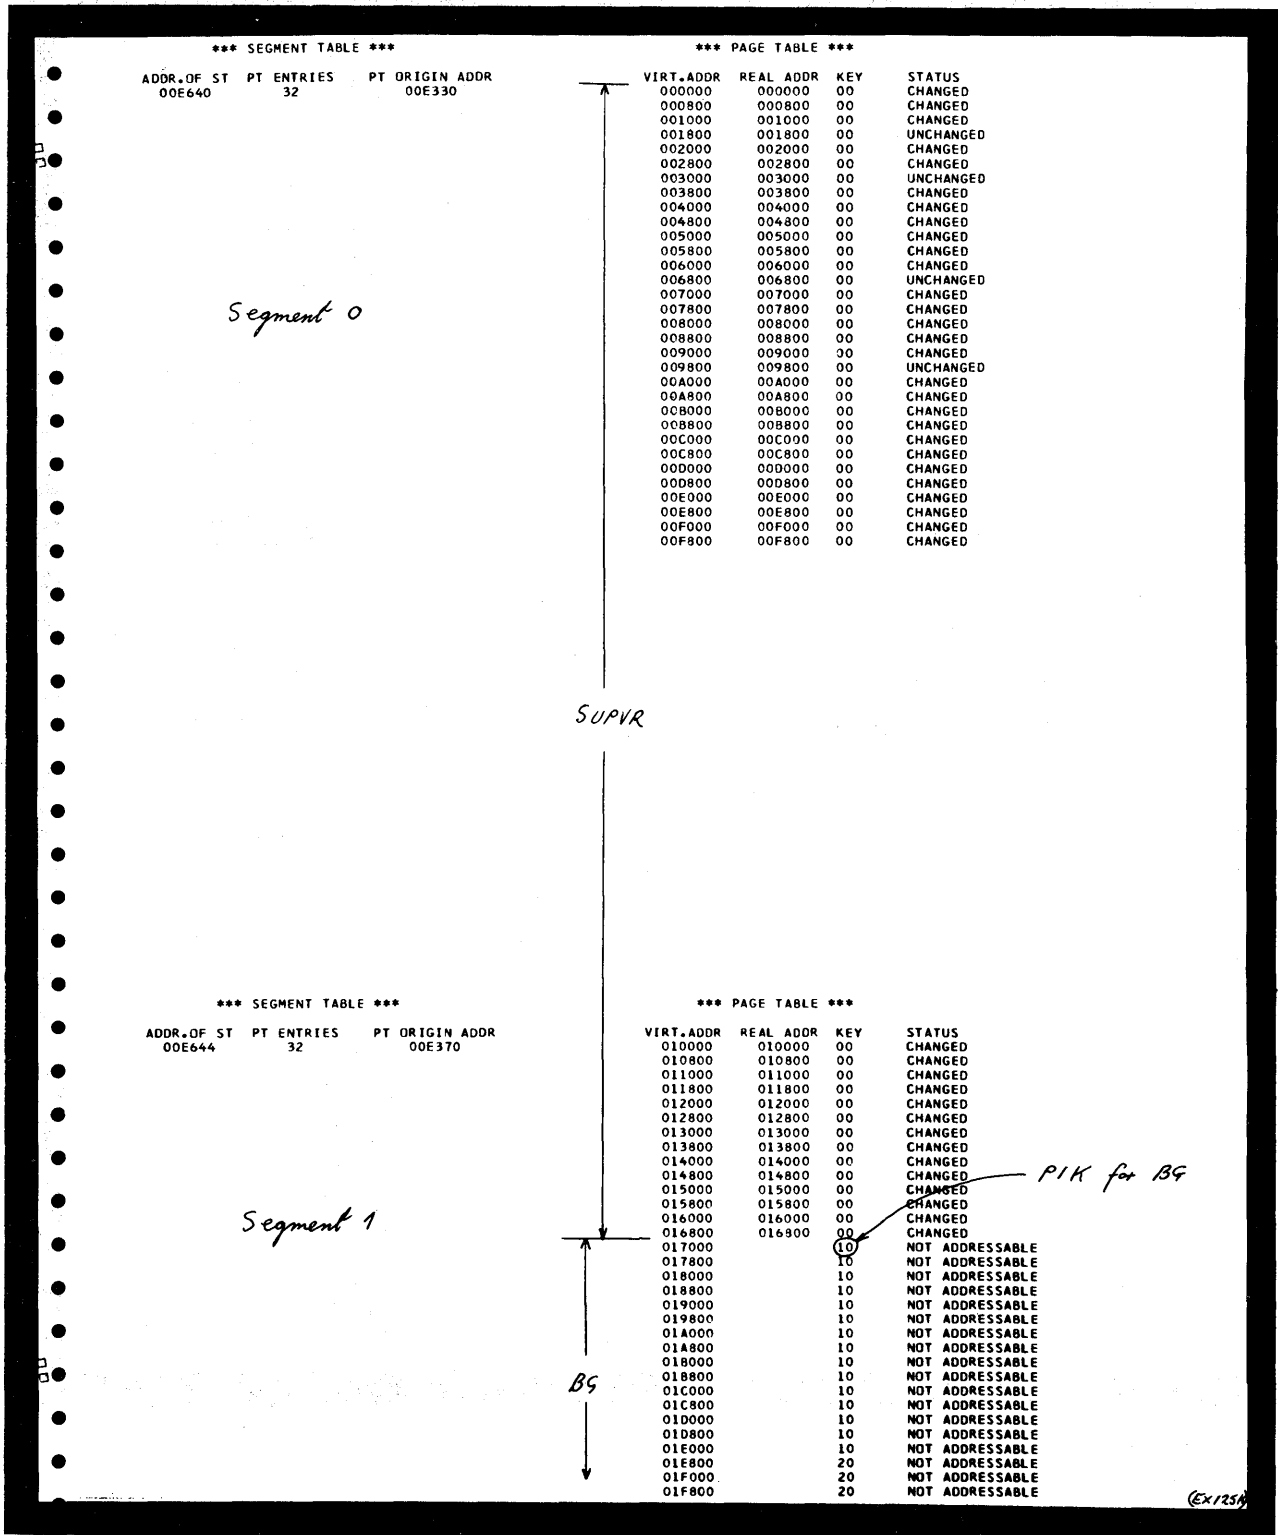 *** SEGMENT TABLE *** *** PAGE TABLE ***
ADDR.OF ST PT ENTRIES PT ORIGIN ADDR VIRT.ADDR REAL ADDR KEY STATUS
00E640 32 00E330 000000 000000 00 CHANGED
000800 000800 00 CHANGED
001000 001000 00 CHANGED
001800 001800 00 UNCHANGED
002000 002000 00 CHANGED
002800 002800 00 CHANGED
003000 003000 00 UNCHANGED
003800 003800 00 CHANGED
004000 004000 00 CHANGED
004800 004800 00 CHANGED
005000 005000 00 CHANGED
005800 005800 00 CHANGED
006000 006000 00 CHANGED
006800 006800 00 UNCHANGED
007000 007000 00 CHANGED
Segment 0
007800 007800 00 CHANGED
008000 008000 00 CHANGED
008800 008800 00 CHANGED
009000 009000 00 CHANGED
009800 009800 00 UNCHANGED
00A000 00A000 00 CHANGED
00A800 00A800 00 CHANGED
00B000 00B000 00 CHANGED
00B800 00B800 00 CHANGED
00C000 00C000 00 CHANGED
00C800 00C800 00 CHANGED
00D000 00D000 00 CHANGED
00D800 00D800 00 CHANGED
00E000 00E000 00 CHANGED
00E800 00E800 00 CHANGED
00F000 00F000 00 CHANGED
00F800 00F800 00 CHANGED
SUPVR
*** SEGMENT TABLE *** *** PAGE TABLE ***
ADDR.OF ST PT ENTRIES PT ORIGIN ADDR VIRT.ADDR REAL ADDR KEY STATUS
00E644 32 00E370 010000 010000 00 CHANGED
010800 010800 00 CHANGED
011000 011000 00 CHANGED
011800 011800 00 CHANGED
012000 012000 00 CHANGED
012800 012800 00 CHANGED
013000 013000 00 CHANGED
013800 013800 00 CHANGED
014000 014000 00 CHANGED
014800 014800 00 CHANGED
PIK for BG
015000 015000 00 CHANGED
015800 015800 00 CHANGED
Segment 1
016000 016000 00 CHANGED
016800 016800 00 CHANGED
017000 10 NOT ADDRESSABLE
017800 10 NOT ADDRESSABLE
018000 10 NOT ADDRESSABLE
018800 10 NOT ADDRESSABLE
019000 10 NOT ADDRESSABLE
019800 10 NOT ADDRESSABLE
01A000 10 NOT ADDRESSABLE
01A800 10 NOT ADDRESSABLE
01B000 10 NOT ADDRESSABLE
01B800 10 NOT ADDRESSABLE
BG
01C000 10 NOT ADDRESSABLE
01C800 10 NOT ADDRESSABLE
01D000 10 NOT ADDRESSABLE
01D800 10 NOT ADDRESSABLE
01E000 10 NOT ADDRESSABLE
01E800 20 NOT ADDRESSABLE
01F000 20 NOT ADDRESSABLE
01F800 20 NOT ADDRESSABLE